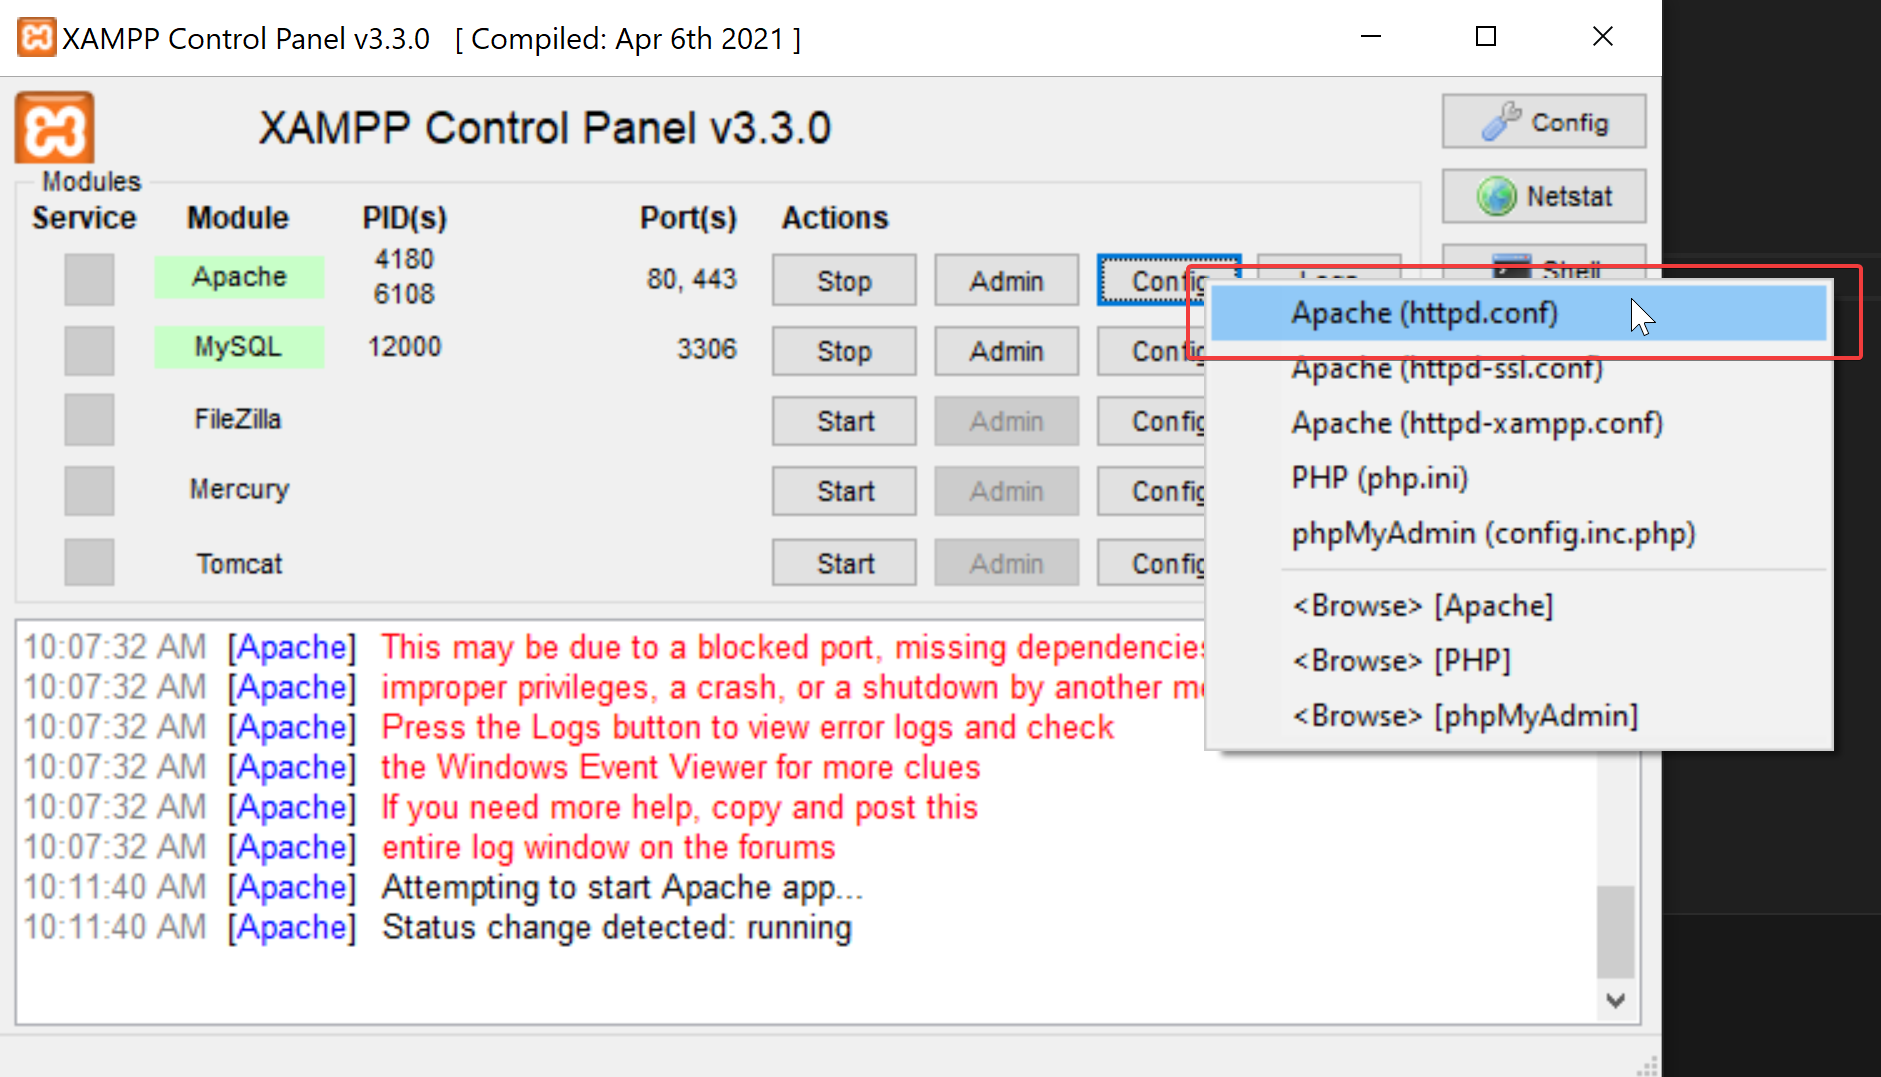 XAMPP Control Panel v3.3.0 [ Compiled: Apr 6th 2021 ]
XAMPP Control Panel v3.3.0
Config
Modules
Netstat
Service Module PID(s) Port(s) Actions
Shell
Apache 4180 6108 80, 443 Stop Admin Config Logs
MySQL 12000 3306 Stop Admin Config
FileZilla Start Admin Config
Mercury Start Admin Config
Tomcat Start Admin Config
Apache (httpd.conf)
Apache (httpd-ssl.conf)
Apache (httpd-xampp.conf)
PHP (php.ini)
phpMyAdmin (config.inc.php)
<Browse> [Apache]
<Browse> [PHP]
<Browse> [phpMyAdmin]
10:07:32 AM [Apache] This may be due to a blocked port, missing dependencies
10:07:32 AM [Apache] improper privileges, a crash, or a shutdown by another
10:07:32 AM [Apache] Press the Logs button to view error logs and check
10:07:32 AM [Apache] the Windows Event Viewer for more clues
10:07:32 AM [Apache] If you need more help, copy and post this
10:07:32 AM [Apache] entire log window on the forums
10:11:40 AM [Apache] Attempting to start Apache app...
10:11:40 AM [Apache] Status change detected: running